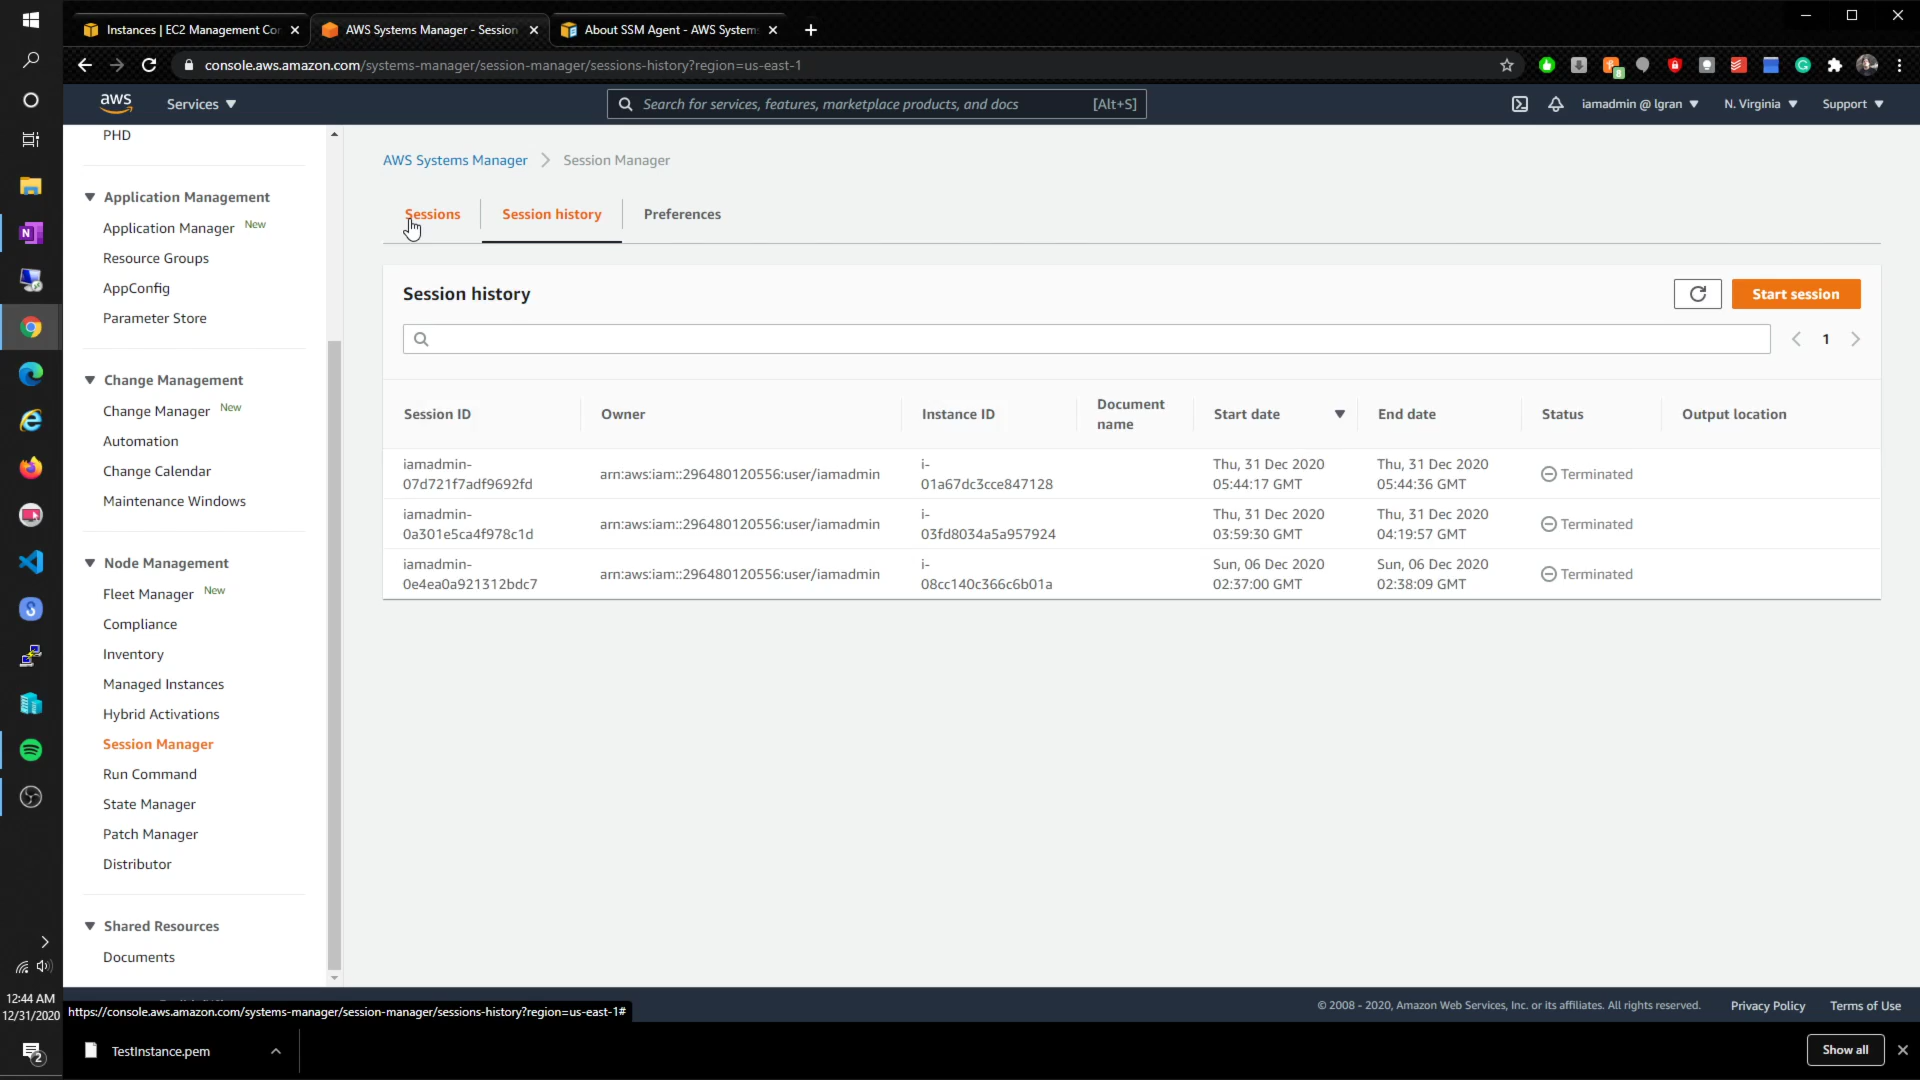 Instances | EC2 Management Co
AWS Systems Manager - Session
About SSM Agent - AWS System
console.aws.amazon.com/systems-manager/session-manager/sessions-history?region=us-east-1
8
aws
Services
Search for services, features, marketplace products, and docs
[Alt+S]
iamadmin @ lgran
N. Virginia
Support
PHD
Application Management
Application Manager New
Resource Groups
AppConfig
Parameter Store
Change Management
Change Manager New
Automation
Change Calendar
Maintenance Windows
Node Management
Fleet Manager New
Compliance
Inventory
Managed Instances
Hybrid Activations
Session Manager
Run Command
State Manager
Patch Manager
Distributor
Shared Resources
Documents
AWS Systems Manager > Session Manager
Sessions
Session history
Preferences
Session history
Start session
1
Session ID
Owner
Instance ID
Document
name
Start date
End date
Status
Output location
iamadmin-
07d721f7adf9692fd
arn:aws:iam::296480120556:user/iamadmin
i-
01a67dc3cce847128
Thu, 31 Dec 2020
05:44:17 GMT
Thu, 31 Dec 2020
05:44:36 GMT
Terminated
iamadmin-
0a301e5ca4f978c1d
arn:aws:iam::296480120556:user/iamadmin
i-
03fd8034a5a957924
Thu, 31 Dec 2020
03:59:30 GMT
Thu, 31 Dec 2020
04:19:57 GMT
Terminated
iamadmin-
0e4ea0a921312bdc7
arn:aws:iam::296480120556:user/iamadmin
i-
08cc140c366c6b01a
Sun, 06 Dec 2020
02:37:00 GMT
Sun, 06 Dec 2020
02:38:09 GMT
Terminated
© 2008 - 2020, Amazon Web Services, Inc. or its affiliates. All rights reserved.
Privacy Policy
Terms of Use
https://console.aws.amazon.com/systems-manager/session-manager/sessions-history?region=us-east-1#
12:44 AM
12/31/2020
2
TestInstance.pem
Show all